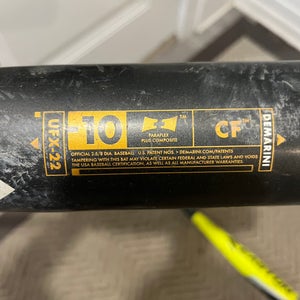 UFX-22
-10
PARAFLEX
PLUS COMPOSITE
CF™
DEMARINI
OFFICIAL 2 5/8 DIA. BASEBALL. U.S. PATENT NOS. > DEMARINI.COM/PATENTS
TAMPERING WITH THIS BAT MAY VIOLATE CERTAIN FEDERAL AND STATE LAWS AND VOIDS
THE USA BASEBALL CERTIFICATION, AS WELL AS ALL MANUFACTURER WARRANTIES.